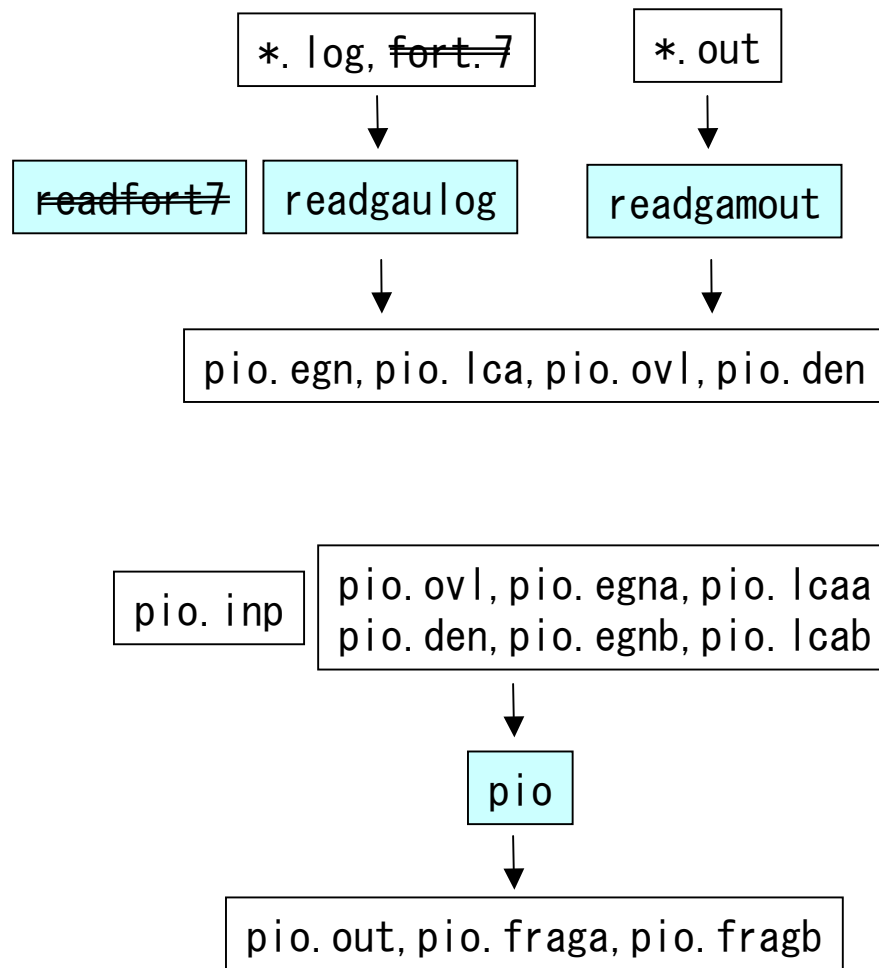 *.log, fort.7
*.out
readfort7
readgaulog
readgamout
pio.egn,pio.lca,pio.ovl,pio.den
pio.inp
pio.ovl,pio.egna,pio.lcaa
pio.den,pio.egnb,pio.lcab
pio
pio.out,pio.fraga,pio.fragb